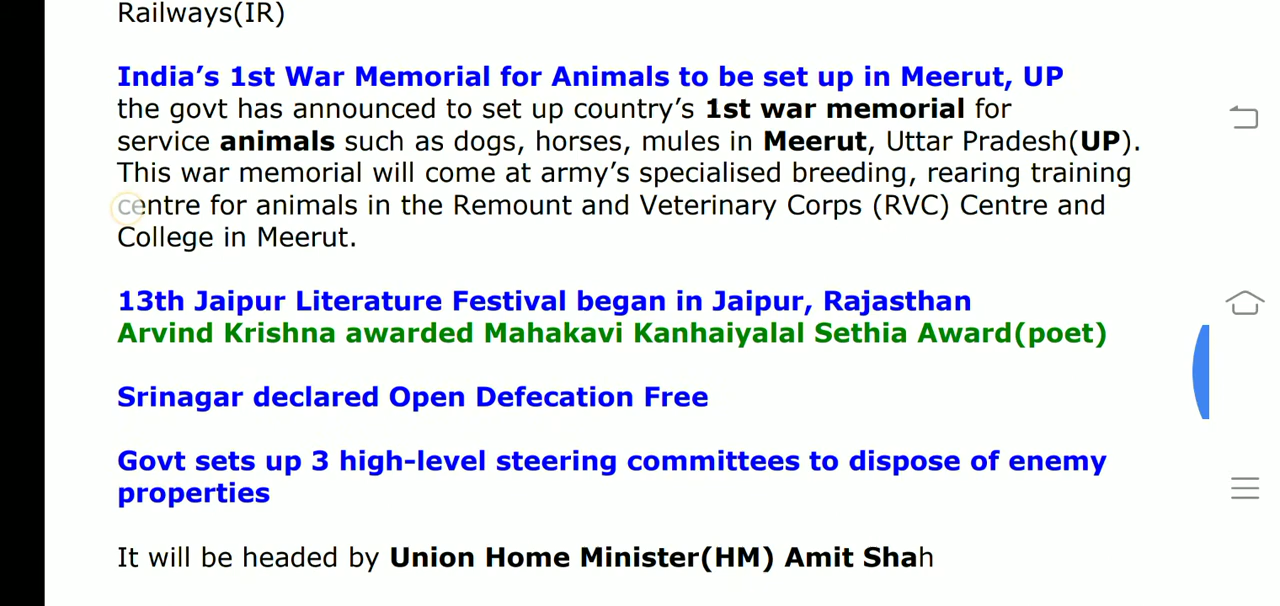 Railways(IR)
India's 1st War Memorial for Animals to be set up in Meerut, UP
the govt has announced to set up country's 1st war memorial for
service animals such as dogs, horses, mules in Meerut, Uttar Pradesh(UP).
This war memorial will come at army's specialised breeding, rearing training
centre for animals in the Remount and Veterinary Corps (RVC) Centre and
College in Meerut.
13th Jaipur Literature Festival began in Jaipur, Rajasthan
Arvind Krishna awarded Mahakavi Kanhaiyalal Sethia Award(poet)
Srinagar declared Open Defecation Free
Govt sets up 3 high-level steering committees to dispose of enemy
properties
It will be headed by Union Home Minister(HM) Amit Shah